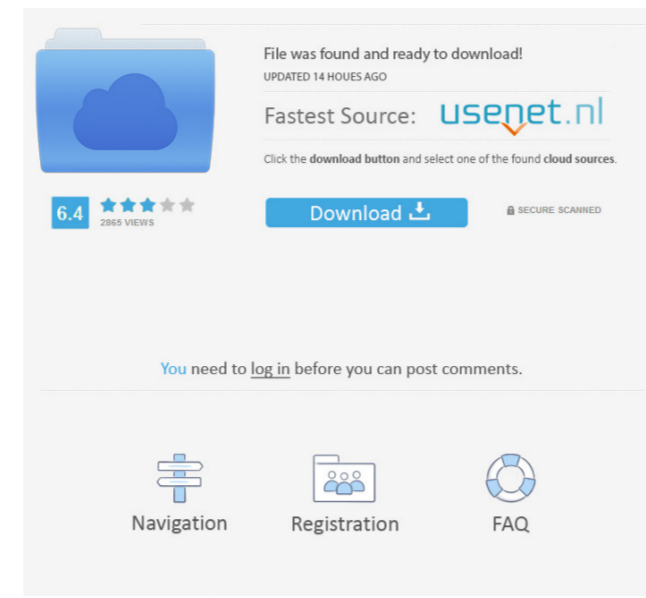 File was found and ready to download!
UPDATED 14 HOUES AGO
Fastest Source: usenet.nl
Click the download button and select one of the found cloud sources.
6.4
2865 VIEWS
Download
SECURE SCANNED
You need to log in before you can post comments.
Navigation
Registration
FAQ